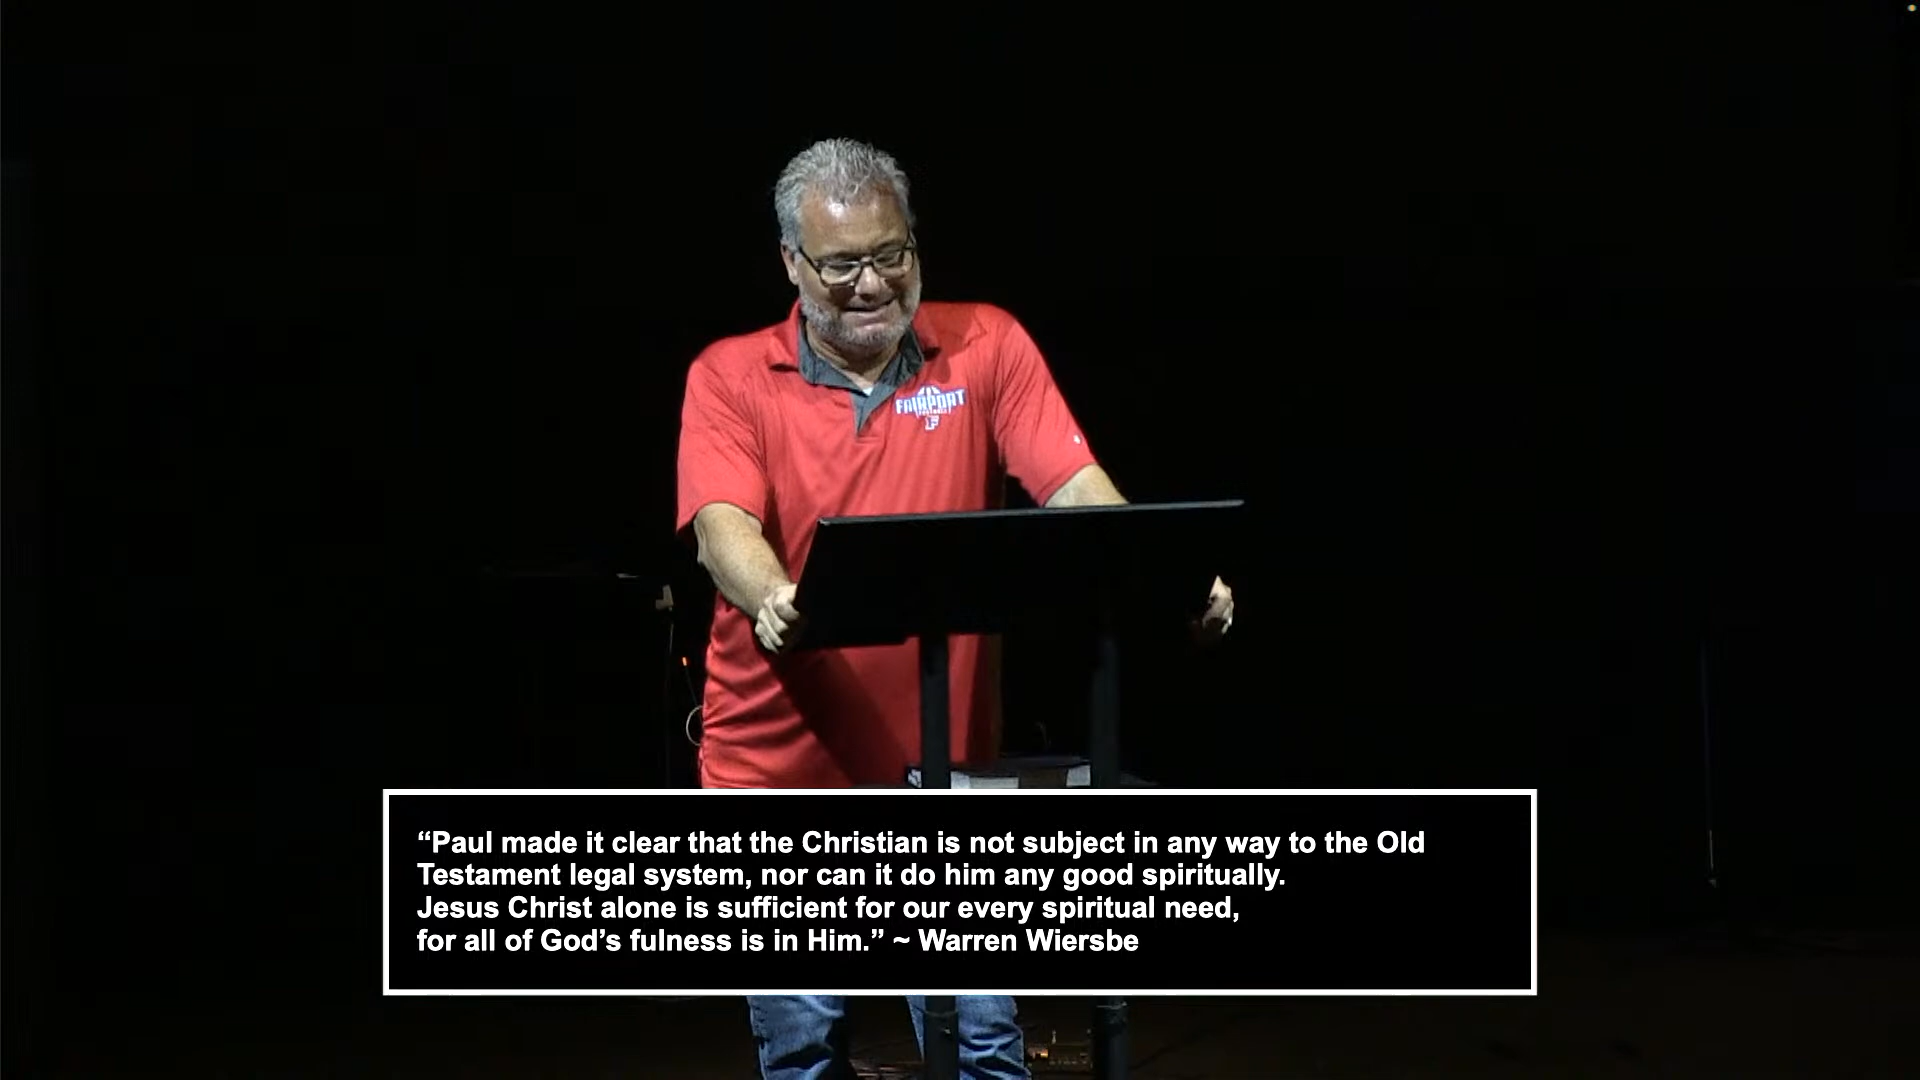 FAIRPORT
FOOTBALL
F
“Paul made it clear that the Christian is not subject in any way to the Old
Testament legal system, nor can it do him any good spiritually.
Jesus Christ alone is sufficient for our every spiritual need,
for all of God’s fulness is in Him.” ~ Warren Wiersbe